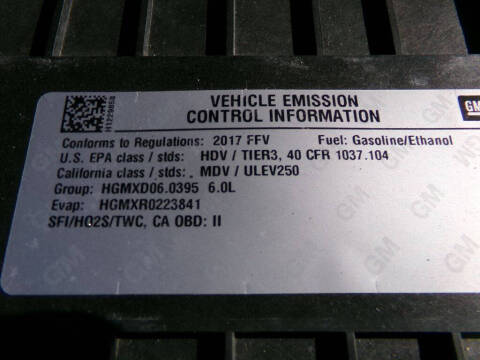 VEHICLE EMISSION
CONTROL INFORMATION
GM
Conforms to Regulations: 2017 FFV Fuel: Gasoline/Ethanol
U.S. EPA class / stds: HDV / TIER3, 40 CFR 1037.104
California class / stds: MDV / ULEV250
Group: HGMXD06.0395 6.0L
Evap: HGMXR0223841
SFI/HO2S/TWC, CA OBD: II